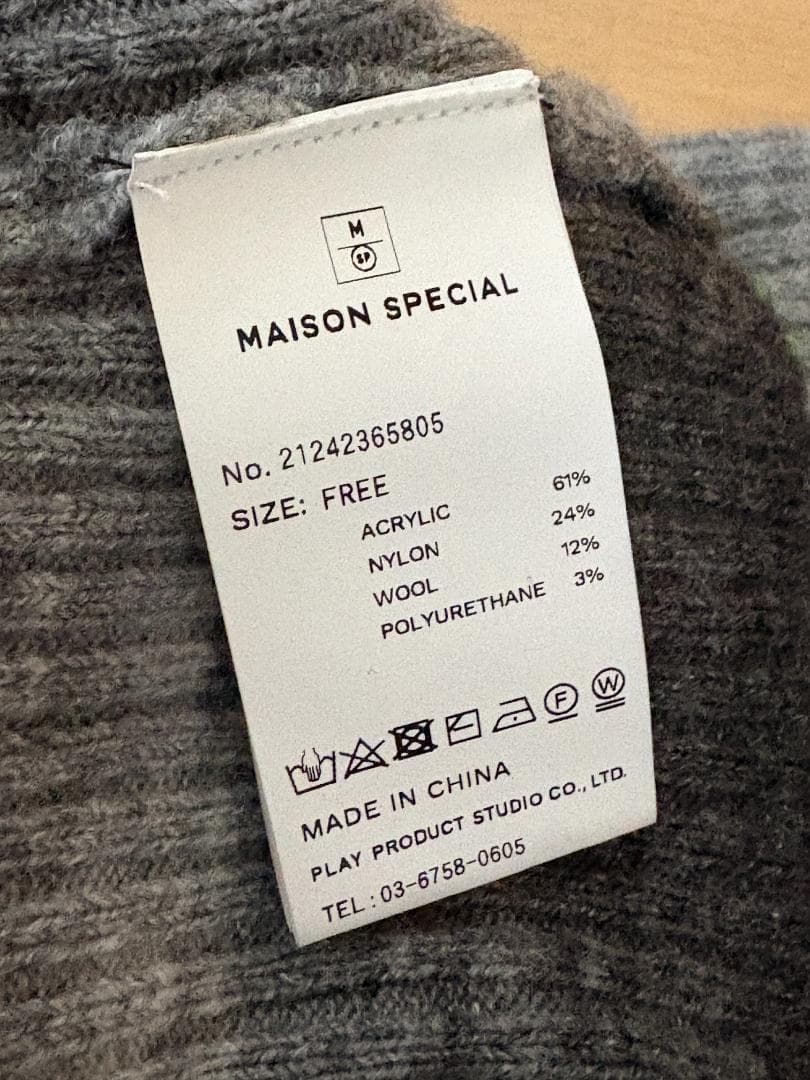 M
SP
MAISON SPECIAL
No. 21242365805
SIZE: FREE
ACRYLIC 61%
NYLON 24%
WOOL 12%
POLYURETHANE 3%
F W
MADE IN CHINA
PLAY PRODUCT STUDIO CO., LTD.
TEL : 03-6758-0605